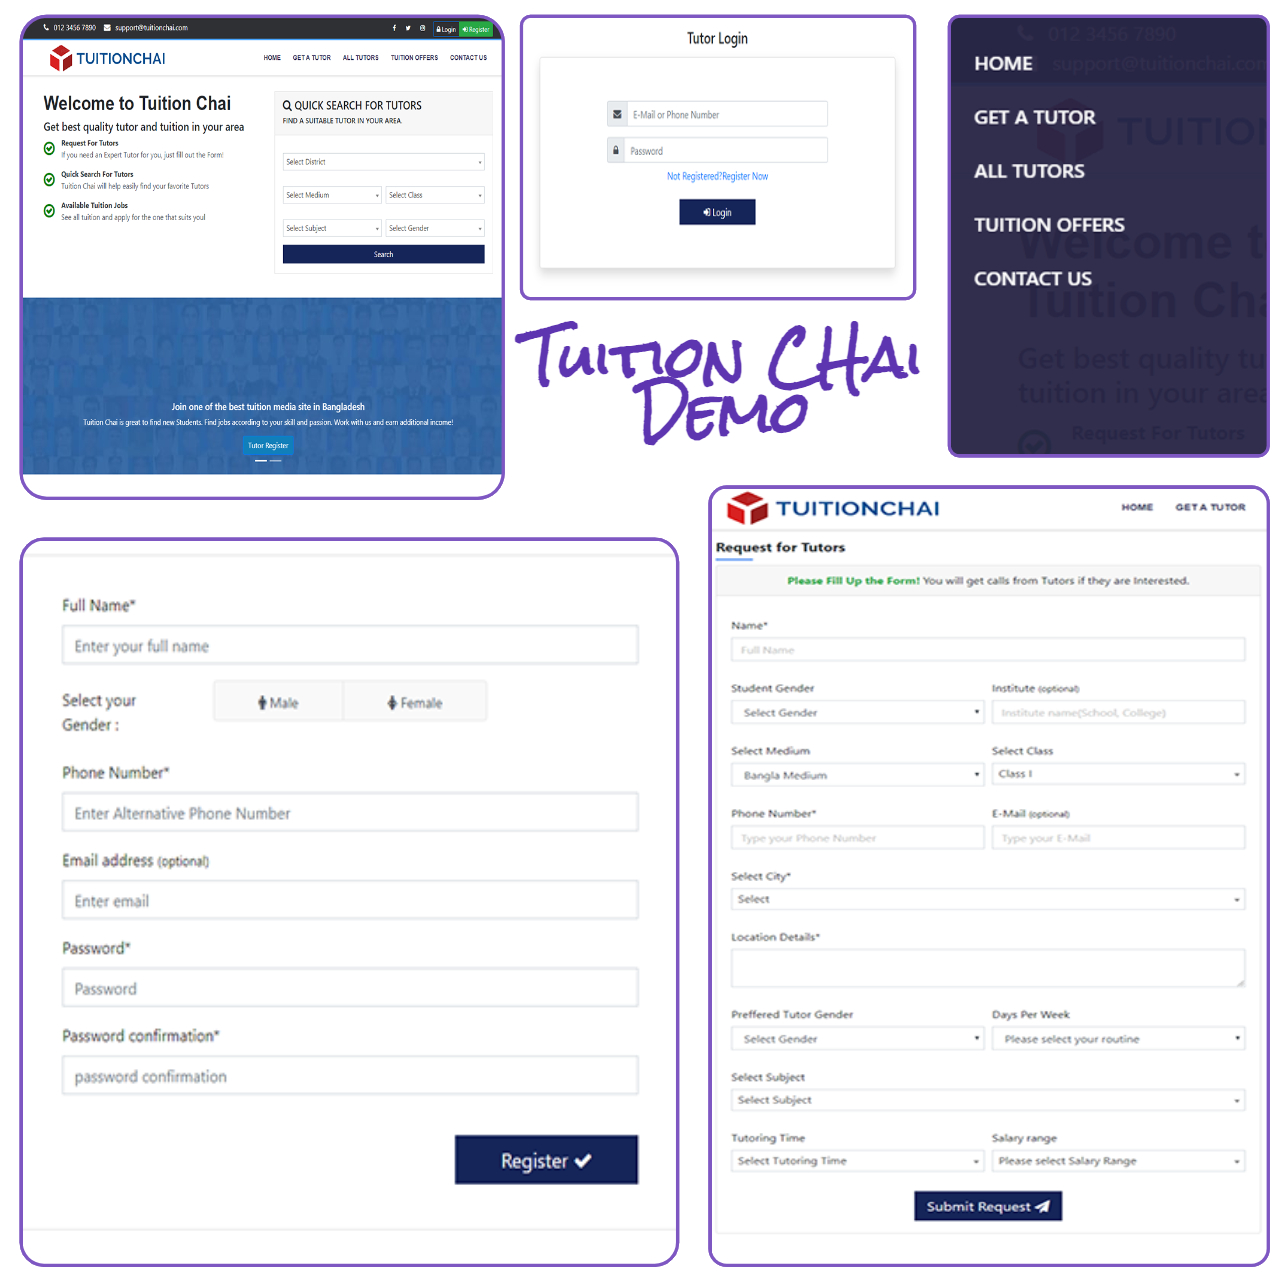 012 3456 7890 support@tuitionchai.com Login Register
TUITIONCHAI HOME GET A TUTOR ALL TUTORS TUITION OFFERS CONTACT US
Welcome to Tuition Chai
Get best quality tutor and tuition in your area
Request For Tutors
If you need an Expert Tutor for you, just fill out the Form!
Quick Search For Tutors
Tuition Chai will help easily find your favorite Tutors
Available Tuition Jobs
See all tuition and apply for the one that suits you!
QUICK SEARCH FOR TUTORS
FIND A SUITABLE TUTOR IN YOUR AREA.
Select District
Select Medium Select Class
Select Subject Select Gender
Search
Join one of the best tuition media site in Bangladesh
Tuition Chai is great to find new Students. Find jobs according to your skill and passion. Work with us and earn additional income!
Tutor Register
Tutor Login
E-Mail or Phone Number
Password
Not Registered?Register Now
Login
012 3456 7890
support@tuitionchai.com
HOME
GET A TUTOR
ALL TUTORS
TUITION OFFERS
CONTACT US
TUITIO
Welcome t
Tuition Cha
Get best quality tu
tuition in your area
Request For Tutors
Tuition Chai
Demo
Full Name*
Enter your full name
Select your
Gender :
Male Female
Phone Number*
Enter Alternative Phone Number
Email address (optional)
Enter email
Password*
Password
Password confirmation*
password confirmation
Register
TUITIONCHAI HOME GET A TUTOR
Request for Tutors
Please Fill Up the Form! You will get calls from Tutors if they are Interested.
Name*
Full Name
Student Gender Institute (optional)
Select Gender Institute name(School, College)
Select Medium Select Class
Bangla Medium Class I
Phone Number* E-Mail (optional)
Type your Phone Number Type your E-Mail
Select City*
Select
Location Details*
Preffered Tutor Gender Days Per Week
Select Gender Please select your routine
Select Subject
Select Subject
Tutoring Time Salary range
Select Tutoring Time Please select Salary Range
Submit Request